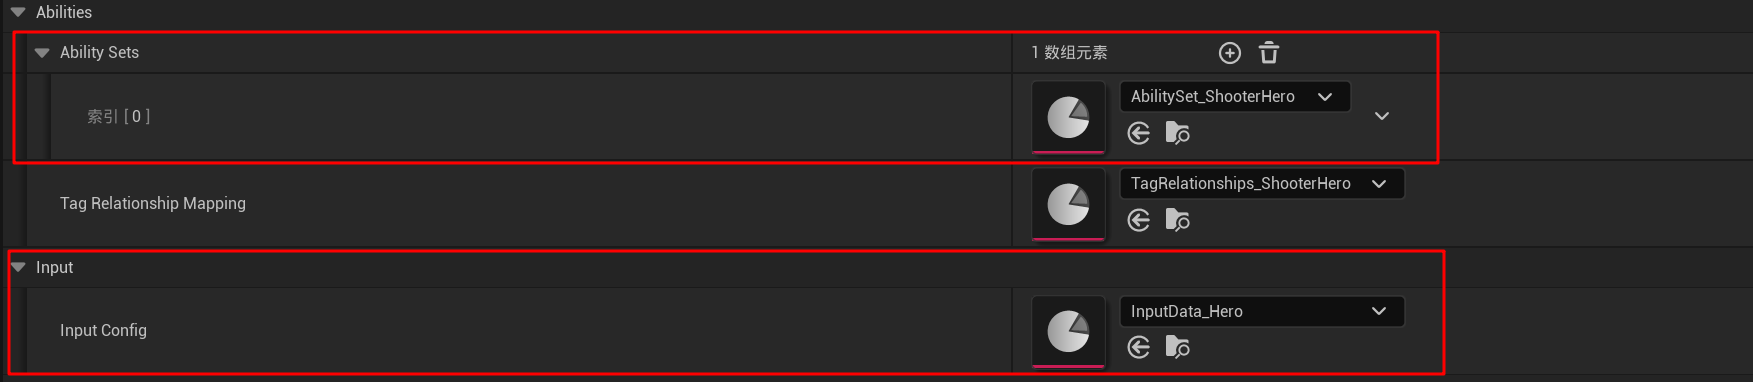 Abilities
Ability Sets
1 数组元素
索引 [ 0 ]
AbilitySet_ShooterHero
Tag Relationship Mapping
TagRelationships_ShooterHero
Input
Input Config
InputData_Hero